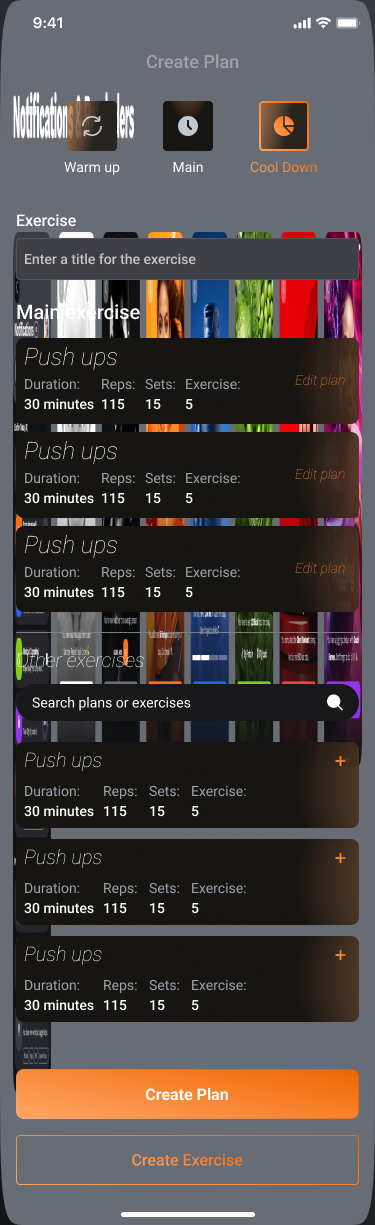 9:41
Create Plan
Notifications & Reminders
Warm up
Main
Cool Down
Exercise
Enter a title for the exercise
Main exercise
Push ups
Duration: Reps: Sets: Exercise:
30 minutes 115 15 5
Edit plan
Push ups
Duration: Reps: Sets: Exercise:
30 minutes 115 15 5
Edit plan
Push ups
Duration: Reps: Sets: Exercise:
30 minutes 115 15 5
Edit plan
Other exercises
Search plans or exercises
Push ups
+
Duration: Reps: Sets: Exercise:
30 minutes 115 15 5
Push ups
+
Duration: Reps: Sets: Exercise:
30 minutes 115 15 5
Push ups
+
Duration: Reps: Sets: Exercise:
30 minutes 115 15 5
Create Plan
Create Exercise